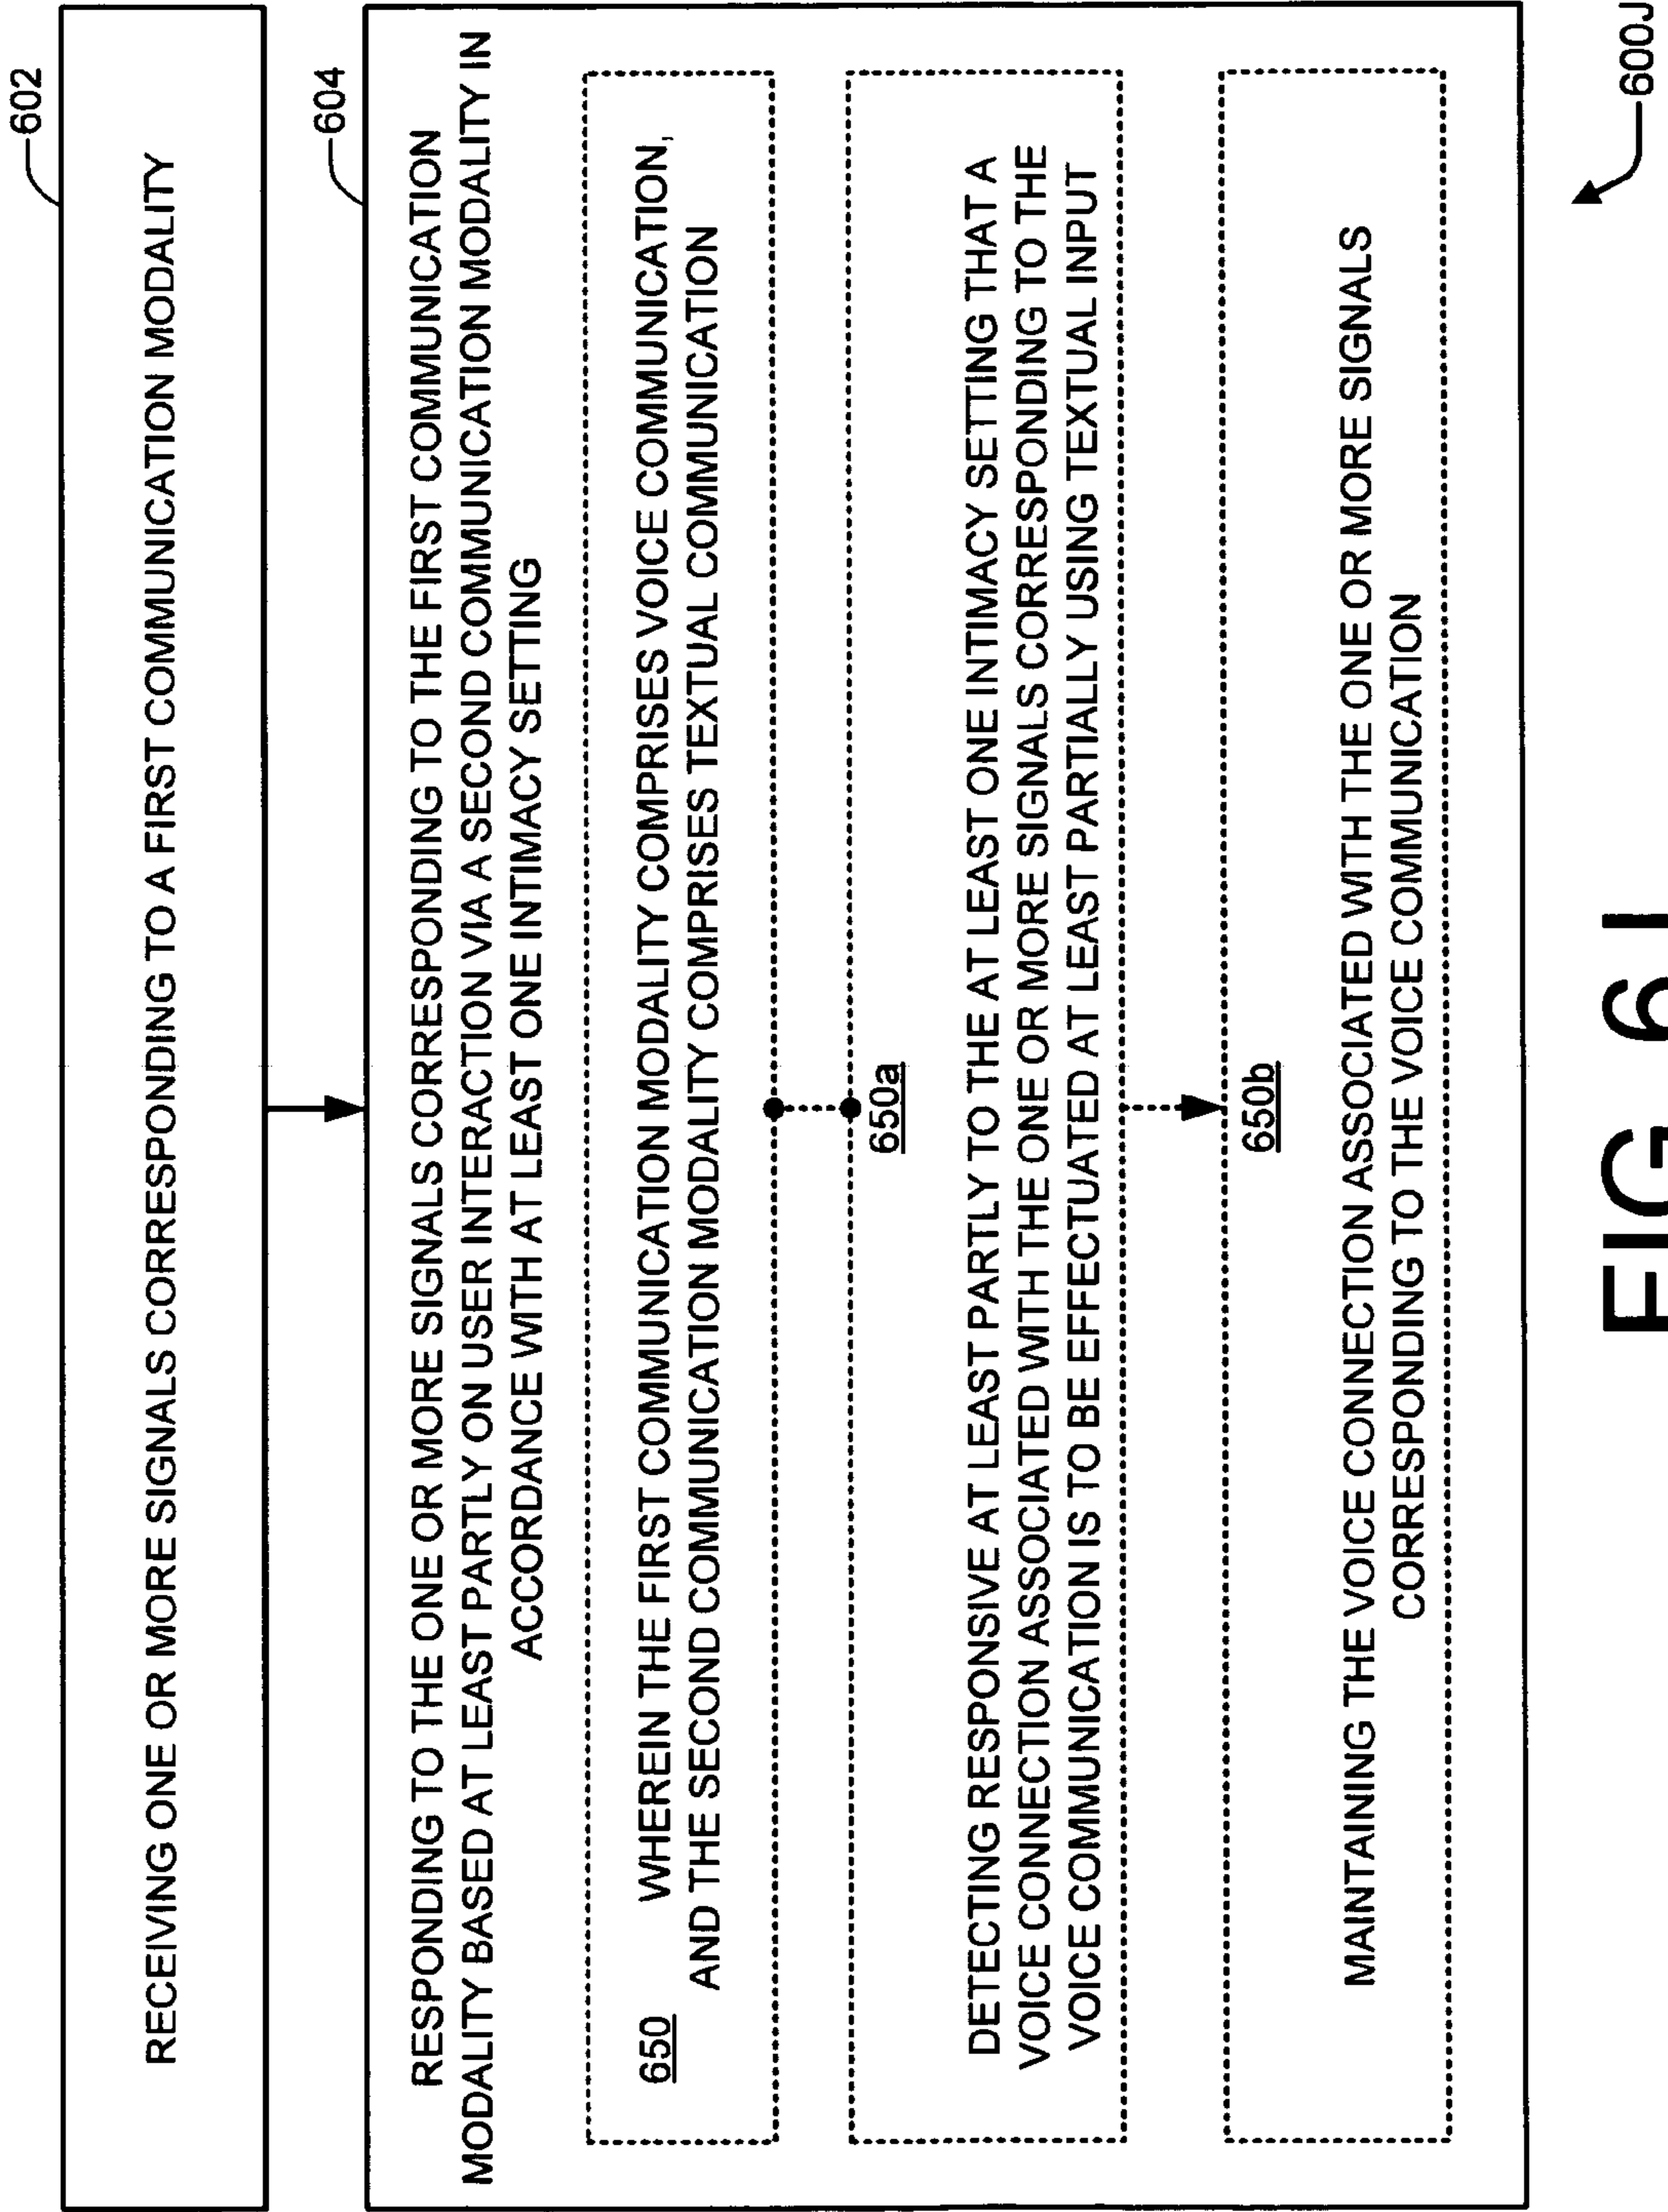 602
RECEIVING ONE OR MORE SIGNALS CORRESPONDING TO A FIRST COMMUNICATION MODALITY
604
RESPONDING TO THE ONE OR MORE SIGNALS CORRESPONDING TO THE FIRST COMMUNICATION
MODALITY BASED AT LEAST PARTLY ON USER INTERACTION VIA A SECOND COMMUNICATION MODALITY IN
ACCORDANCE WITH AT LEAST ONE INTIMACY SETTING
650 WHEREIN THE FIRST COMMUNICATION MODALITY COMPRISES VOICE COMMUNICATION,
AND THE SECOND COMMUNICATION MODALITY COMPRISES TEXTUAL COMMUNICATION
650a
DETECTING RESPONSIVE AT LEAST PARTLY TO THE AT LEAST ONE INTIMACY SETTING THAT A
VOICE CONNECTION ASSOCIATED WITH THE ONE OR MORE SIGNALS CORRESPONDING TO THE
VOICE COMMUNICATION IS TO BE EFFECTUATED AT LEAST PARTIALLY USING TEXTUAL INPUT
650b
MAINTAINING THE VOICE CONNECTION ASSOCIATED WITH THE ONE OR MORE SIGNALS
CORRESPONDING TO THE VOICE COMMUNICATION
600J
FIG 6J